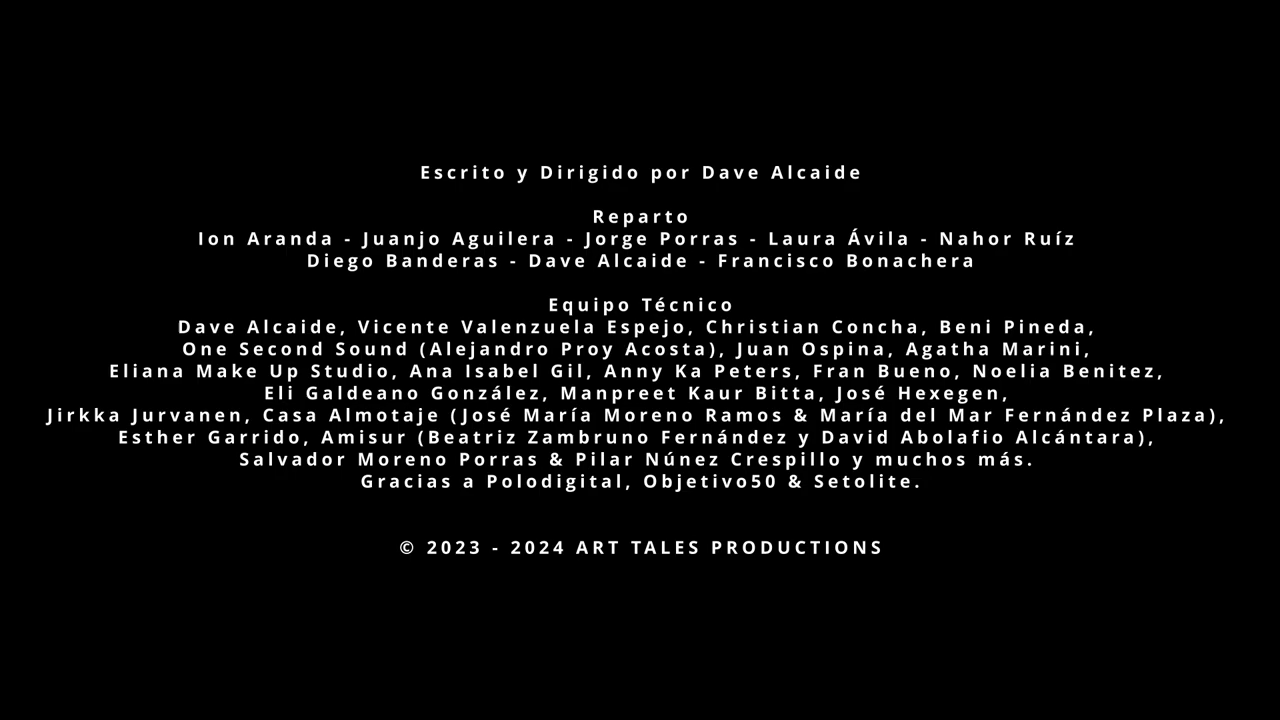 Escrito y Dirigido por Dave Alcaide
Reparto
Ion Aranda - Juanjo Aguilera - Jorge Porras - Laura Ávila - Nahor Ruíz
Diego Banderas - Dave Alcaide - Francisco Bonachera
Equipo Técnico
Dave Alcaide, Vicente Valenzuela Espejo, Christian Concha, Beni Pineda,
One Second Sound (Alejandro Proy Acosta), Juan Ospina, Agatha Marini,
Eliana Make Up Studio, Ana Isabel Gil, Anny Ka Peters, Fran Bueno, Noelia Benitez,
Eli Galdeano González, Manpreet Kaur Bitta, José Hexegen,
Jirkka Jurvanen, Casa Almotaje (José María Moreno Ramos & María del Mar Fernández Plaza),
Esther Garrido, Amisur (Beatriz Zambruno Fernández y David Abolafio Alcántara),
Salvador Moreno Porras & Pilar Núnez Crespillo y muchos más.
Gracias a Polodigital, Objetivo50 & Setolite.
© 2023 - 2024 ART TALES PRODUCTIONS